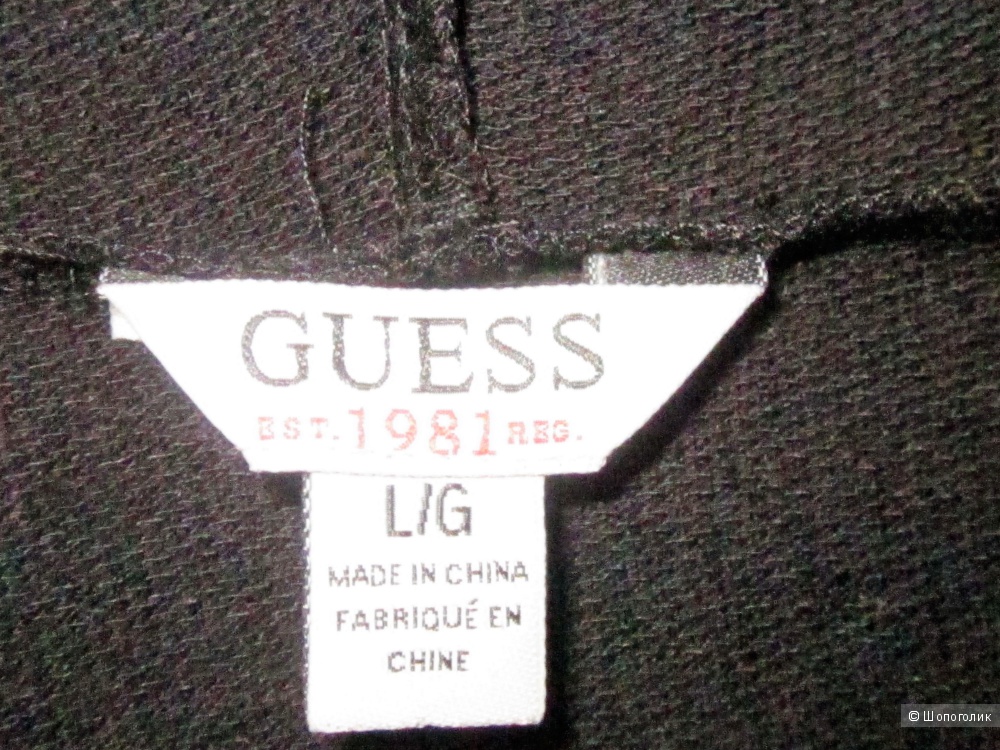 GUESS
EST. 1981 REG.
L/G
MADE IN CHINA
FABRIQUÉ EN
CHINE
© Шопоголик